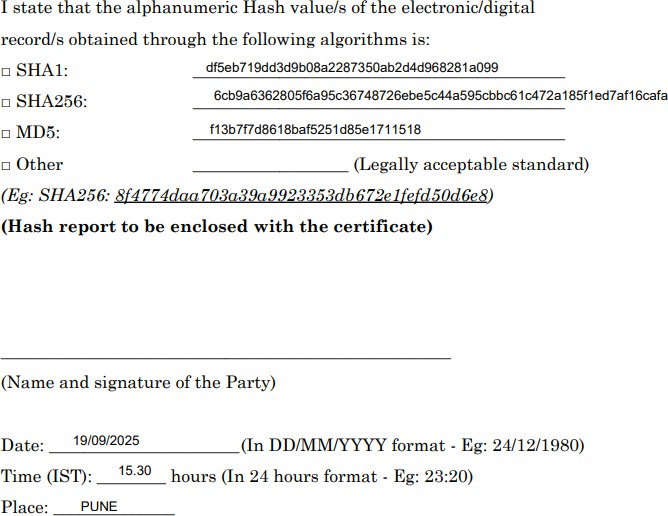 I state that the alphanumeric Hash value/s of the electronic/digital
record/s obtained through the following algorithms is:
□ SHA1: df5eb719dd3d9b08a2287350ab2d4d968281a099
□ SHA256: 6cb9a6362805f6a95c36748726ebe5c44a595cbbc61c472a185f1ed7af16cafa
□ MD5: f13b7f7d8618baf5251d85e1711518
□ Other ________________ (Legally acceptable standard)
(Eg: SHA256: 8f4774daa703a39a9923353db672e1fefd50d6e8)
(Hash report to be enclosed with the certificate)
(Name and signature of the Party)
Date: 19/09/2025 (In DD/MM/YYYY format - Eg: 24/12/1980)
Time (IST): 15.30 hours (In 24 hours format - Eg: 23:20)
Place: PUNE